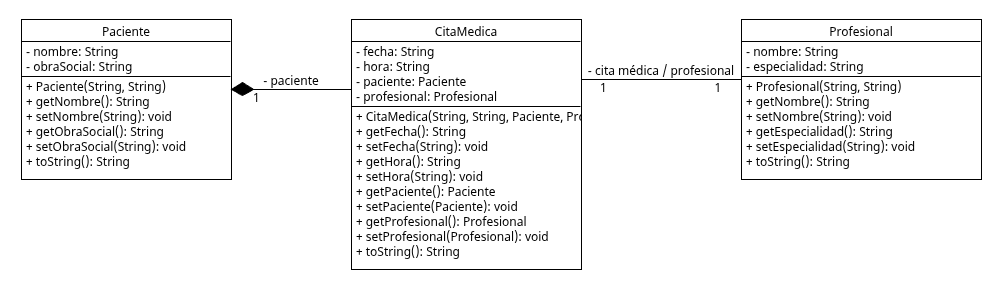 Paciente
- nombre: String
- obraSocial: String
+ Paciente(String, String)
+ getNombre(): String
+ setNombre(String): void
+ getObraSocial(): String
+ setObraSocial(String): void
+ toString(): String
- paciente
1
CitaMedica
- fecha: String
- hora: String
- paciente: Paciente
- profesional: Profesional
+ CitaMedica(String, String, Paciente, Pro
+ getFecha(): String
+ setFecha(String): void
+ getHora(): String
+ setHora(String): void
+ getPaciente(): Paciente
+ setPaciente(Paciente): void
+ getProfesional(): Profesional
+ setProfesional(Profesional): void
+ toString(): String
- cita médica / profesional
1 1
Profesional
- nombre: String
- especialidad: String
+ Profesional(String, String)
+ getNombre(): String
+ setNombre(String): void
+ getEspecialidad(): String
+ setEspecialidad(String): void
+ toString(): String